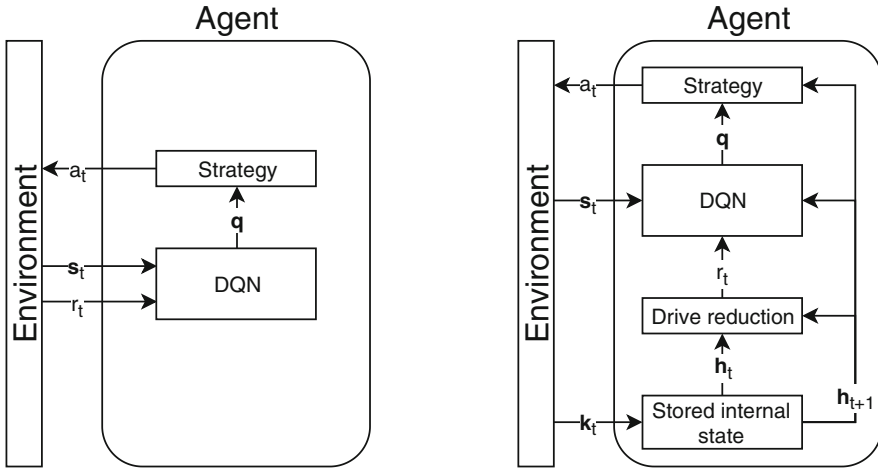 Agent
Environment
a_t
Strategy
q
s_t
r_t
DQN
Agent
Environment
a_t
Strategy
q
s_t
DQN
r_t
Drive reduction
h_t
k_t
Stored internal
state
h_{t+1}